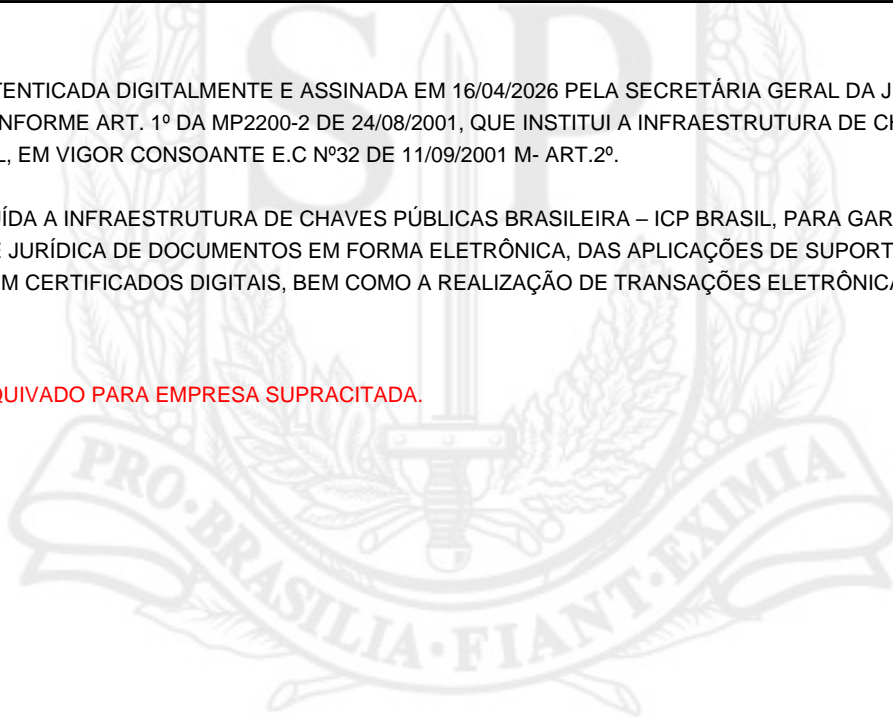 SP
TENTICADA DIGITALMENTE E ASSINADA EM 16/04/2026 PELA SECRETÁRIA GERAL DA J
NFORME ART. 1º DA MP2200-2 DE 24/08/2001, QUE INSTITUI A INFRAESTRUTURA DE CH
L, EM VIGOR CONSOANTE E.C Nº32 DE 11/09/2001 M- ART.2º.
UÍDA A INFRAESTRUTURA DE CHAVES PÚBLICAS BRASILEIRA – ICP BRASIL, PARA GAR
E JURÍDICA DE DOCUMENTOS EM FORMA ELETRÔNICA, DAS APLICAÇÕES DE SUPORT
M CERTIFICADOS DIGITAIS, BEM COMO A REALIZAÇÃO DE TRANSAÇÕES ELETRÔNICA
QUIVADO PARA EMPRESA SUPRACITADA.
PRO·BRASILIA·FIANT·EXIMIA